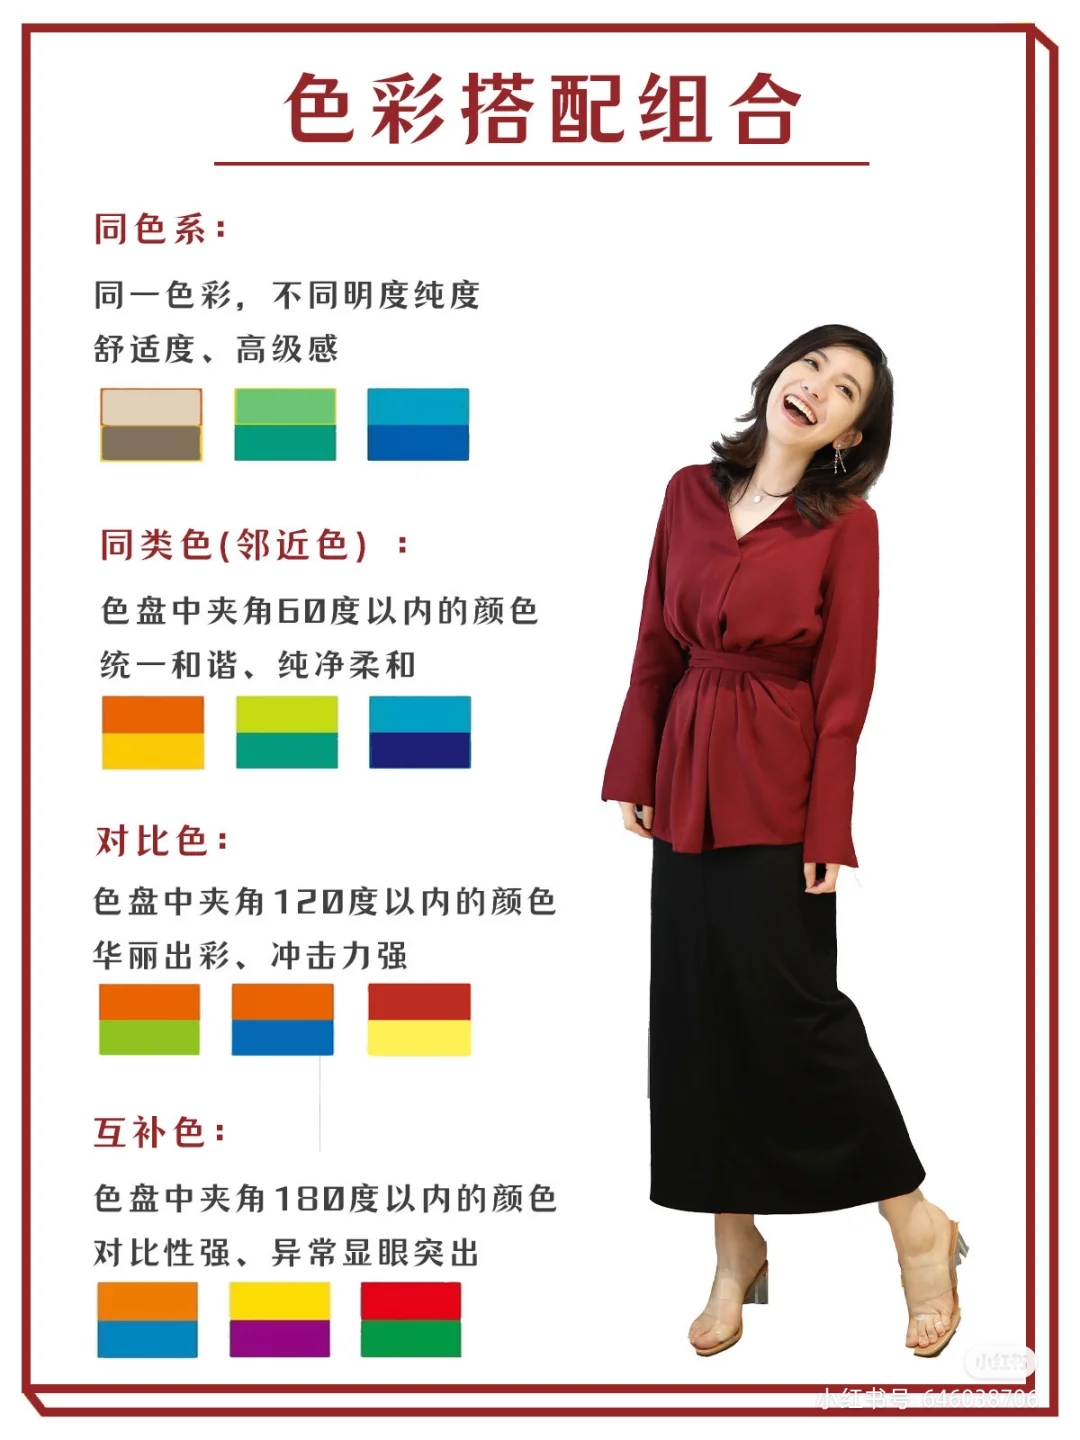 色彩搭配组合
同色系：
同一色彩，不同明度纯度
舒适度、高级感
同类色(邻近色）：
色盘中夹角60度以内的颜色
统一和谐、纯净柔和
对比色：
色盘中夹角120度以内的颜色
华丽出彩、冲击力强
互补色：
色盘中夹角180度以内的颜色
对比性强、异常显眼突出
小红书
小红书号 646038706